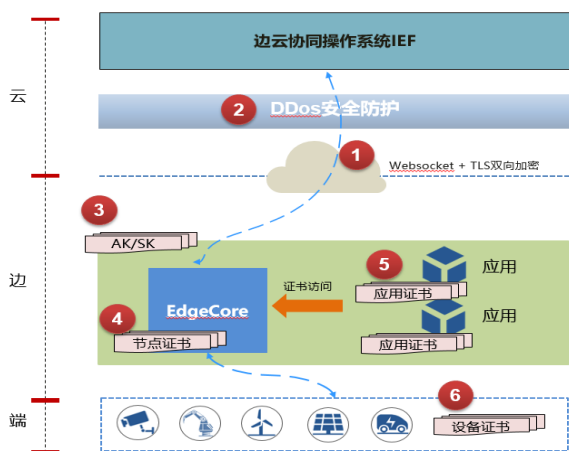 边云协同操作系统IEF
云
2
DDos安全防护
1
Websocket + TLS双向加密
3
AK/SK
边
5
应用
应用证书
证书访问
EdgeCore
4
节点证书
应用
应用证书
6
端
设备证书